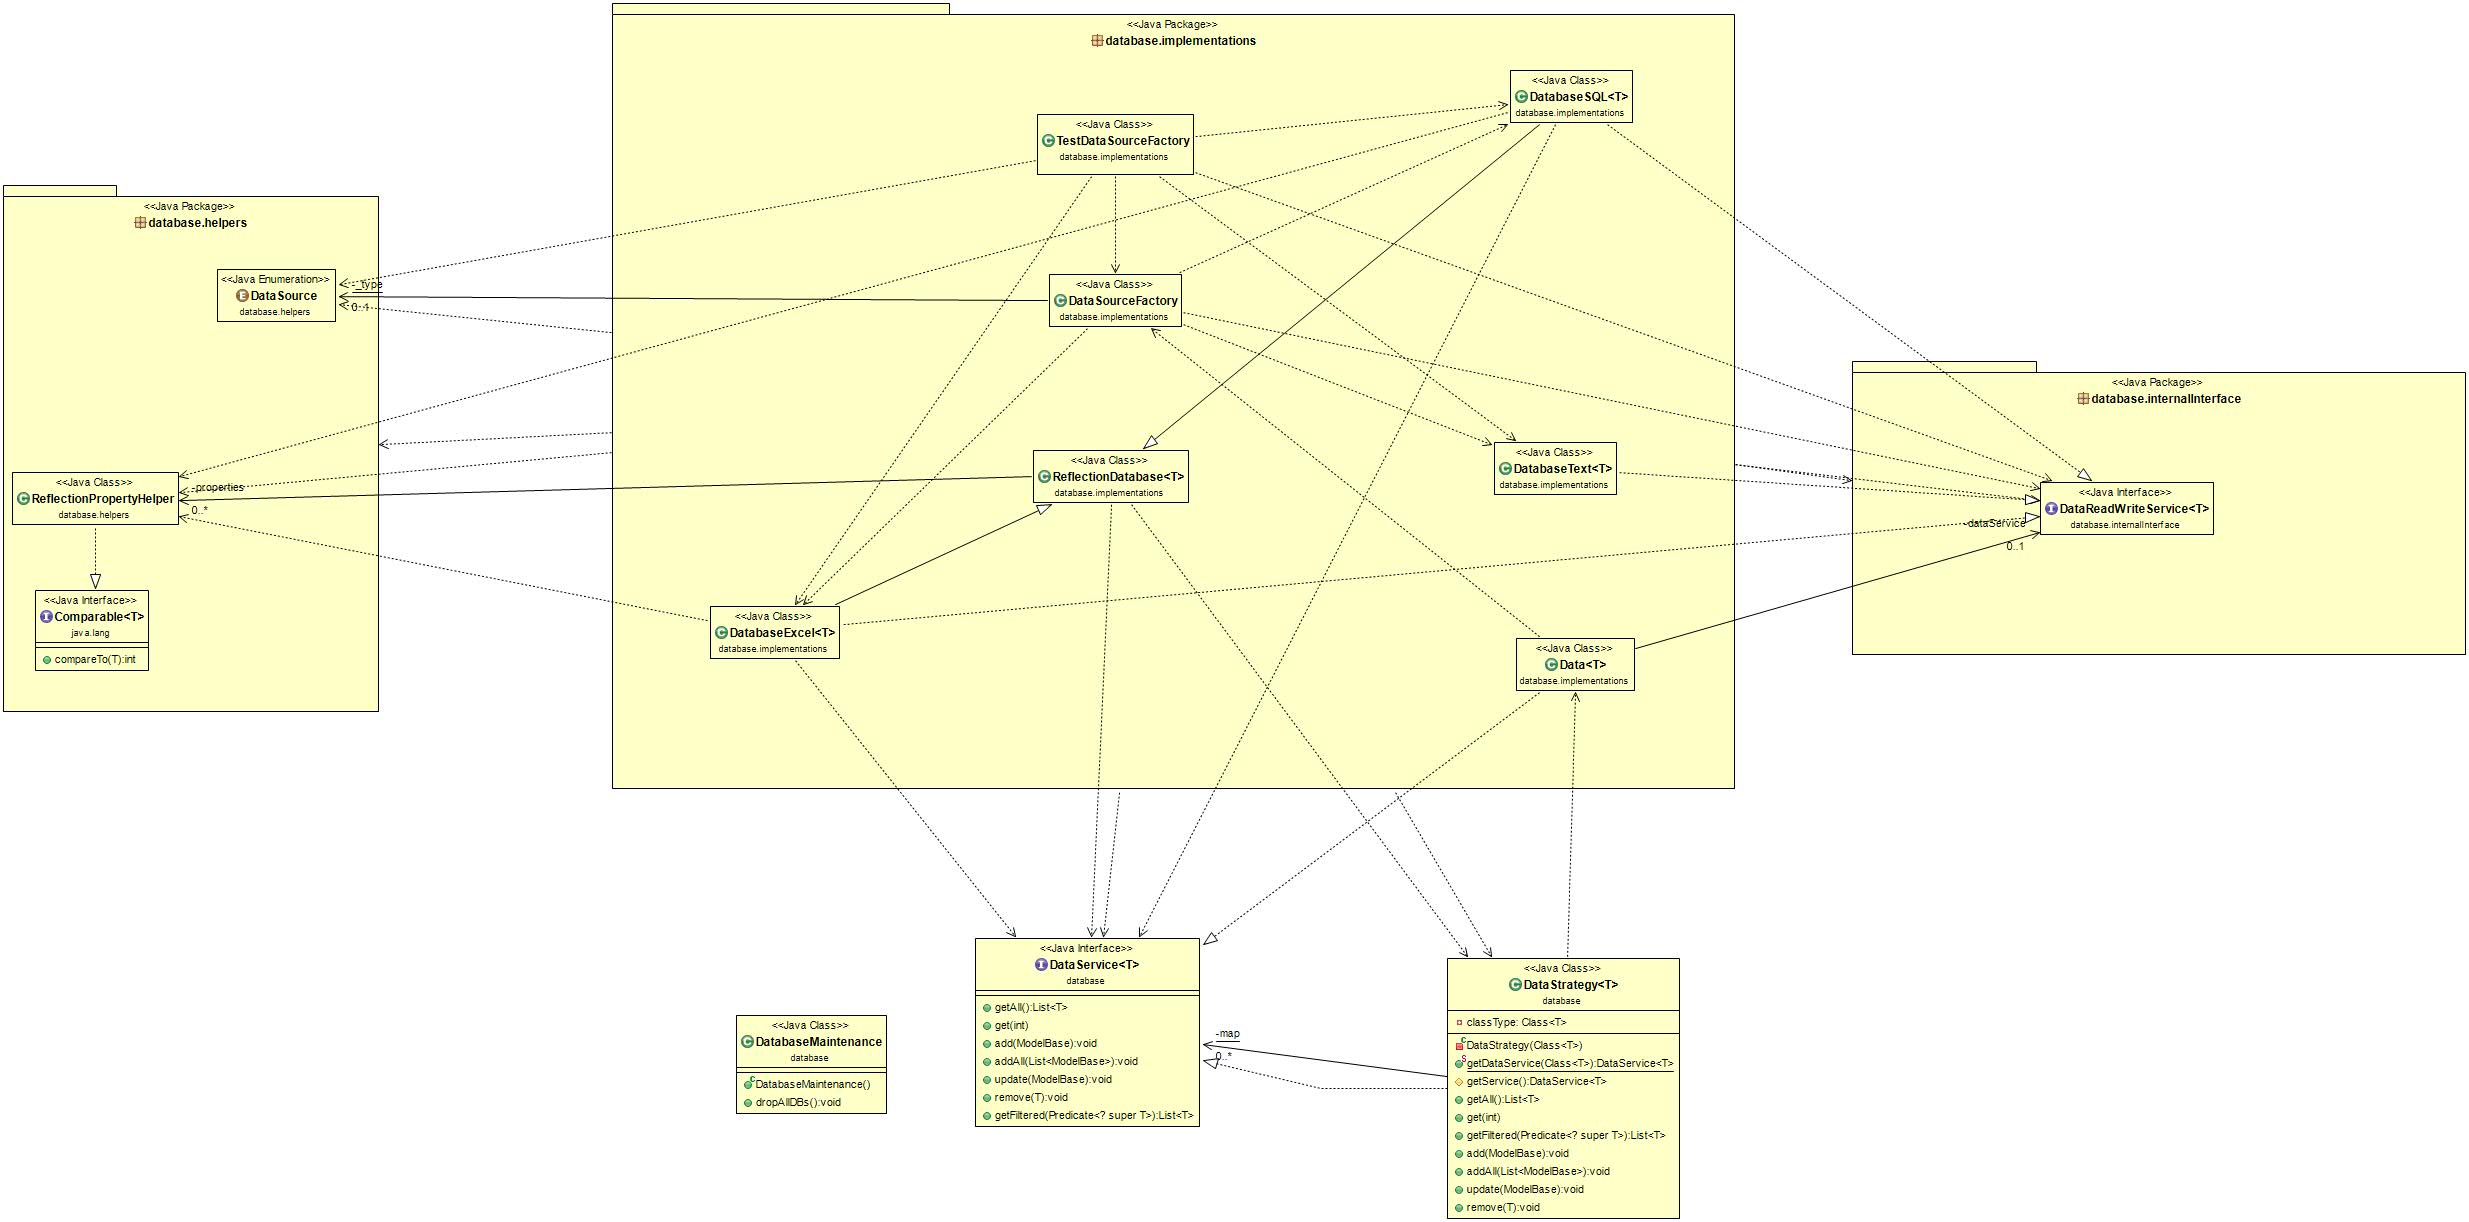 <<Java Package>>
database.implementations
<<Java Class>>
DatabaseSQL<T>
database.implementations
<<Java Class>>
TestDataSourceFactory
database.implementations
<<Java Package>>
database.helpers
<<Java Enumeration>>
DataSource
database.helpers
-_type
0..1
<<Java Class>>
DataSourceFactory
database.implementations
<<Java Package>>
database.internalInterface
<<Java Class>>
ReflectionDatabase<T>
database.implementations
<<Java Class>>
DatabaseText<T>
database.implementations
<<Java Class>>
ReflectionPropertyHelper
database.helpers
-properties
0..*
<<Java Interface>>
DataReadWriteService<T>
database.internalInterface
-dataService
0..1
<<Java Interface>>
Comparable<T>
java.lang
compareTo(T):int
<<Java Class>>
DatabaseExcel<T>
database.implementations
<<Java Class>>
Data<T>
database.implementations
<<Java Class>>
DatabaseMaintenance
database
DatabaseMaintenance()
dropAllDBs():void
<<Java Interface>>
DataService<T>
database
getAll():List<T>
get(int)
add(ModelBase):void
addAll(List<ModelBase>):void
update(ModelBase):void
remove(T):void
getFiltered(Predicate<? super T>):List<T>
-map
0..*
<<Java Class>>
DataStrategy<T>
database
classType: Class<T>
DataStrategy(Class<T>)
getDataService(Class<T>):DataService<T>
getService():DataService<T>
getAll():List<T>
get(int)
getFiltered(Predicate<? super T>):List<T>
add(ModelBase):void
addAll(List<ModelBase>):void
update(ModelBase):void
remove(T):void